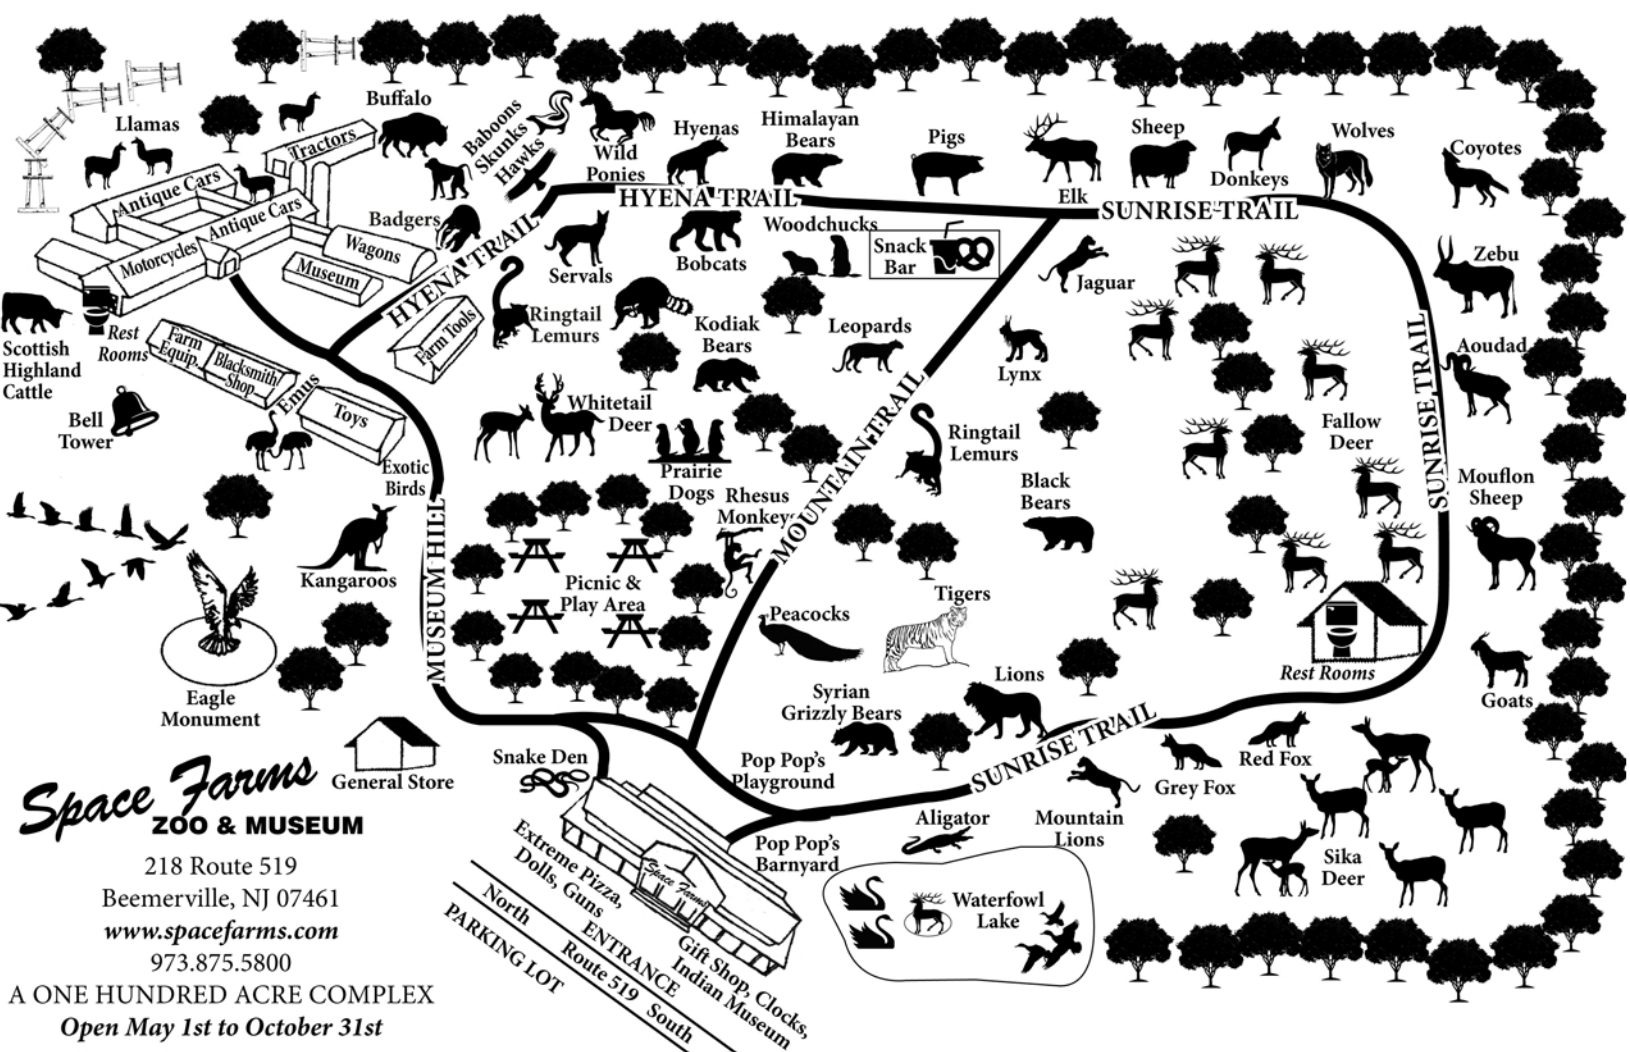 Llamas
Buffalo
Baboons
Skunks
Hawks
Wild
Ponies
Hyenas
Himalayan
Bears
Pigs
Elk
Sheep
Donkeys
Wolves
Coyotes
Tractors
Antique Cars
Antique Cars
Motorcycles
Wagons
Museum
Badgers
HYENA TRAIL
HYENA TRAIL
SUNRISE TRAIL
Servals
Bobcats
Woodchucks
Snack
Bar
Jaguar
Zebu
Scottish
Highland
Cattle
Rest
Rooms
Farm
Equip.
Blacksmith
Shop
Farm Tools
Ringtail
Lemurs
Kodiak
Bears
Leopards
Lynx
Aoudad
SUNRISE TRAIL
SUNRISE TRAIL
Bell
Tower
Emus
Toys
Whitetail
Deer
Prairie
Dogs
MOUNTAIN TRAIL
MOUNTAIN TRAIL
Ringtail
Lemurs
Fallow
Deer
Exotic
Birds
Rhesus
Monkeys
Black
Bears
Mouflon
Sheep
Kangaroos
MUSEUM HILL
Picnic &
Play Area
Peacocks
Tigers
Eagle
Monument
Syrian
Grizzly Bears
Lions
Rest Rooms
Goats
General Store
Snake Den
Pop Pop's
Playground
SUNRISE TRAIL
Grey Fox
Red Fox
Pop Pop's
Barnyard
Aligator
Mountain
Lions
Sika
Deer
Waterfowl
Lake
Space Farms
Extreme Pizza,
Dolls, Guns
ENTRANCE
Gift Shop, Clocks,
Indian Museum
North
Route 519
South
PARKING LOT
Space Farms
ZOO & MUSEUM
218 Route 519
Beemerville, NJ 07461
www.spacefarms.com
973.875.5800
A ONE HUNDRED ACRE COMPLEX
Open May 1st to October 31st